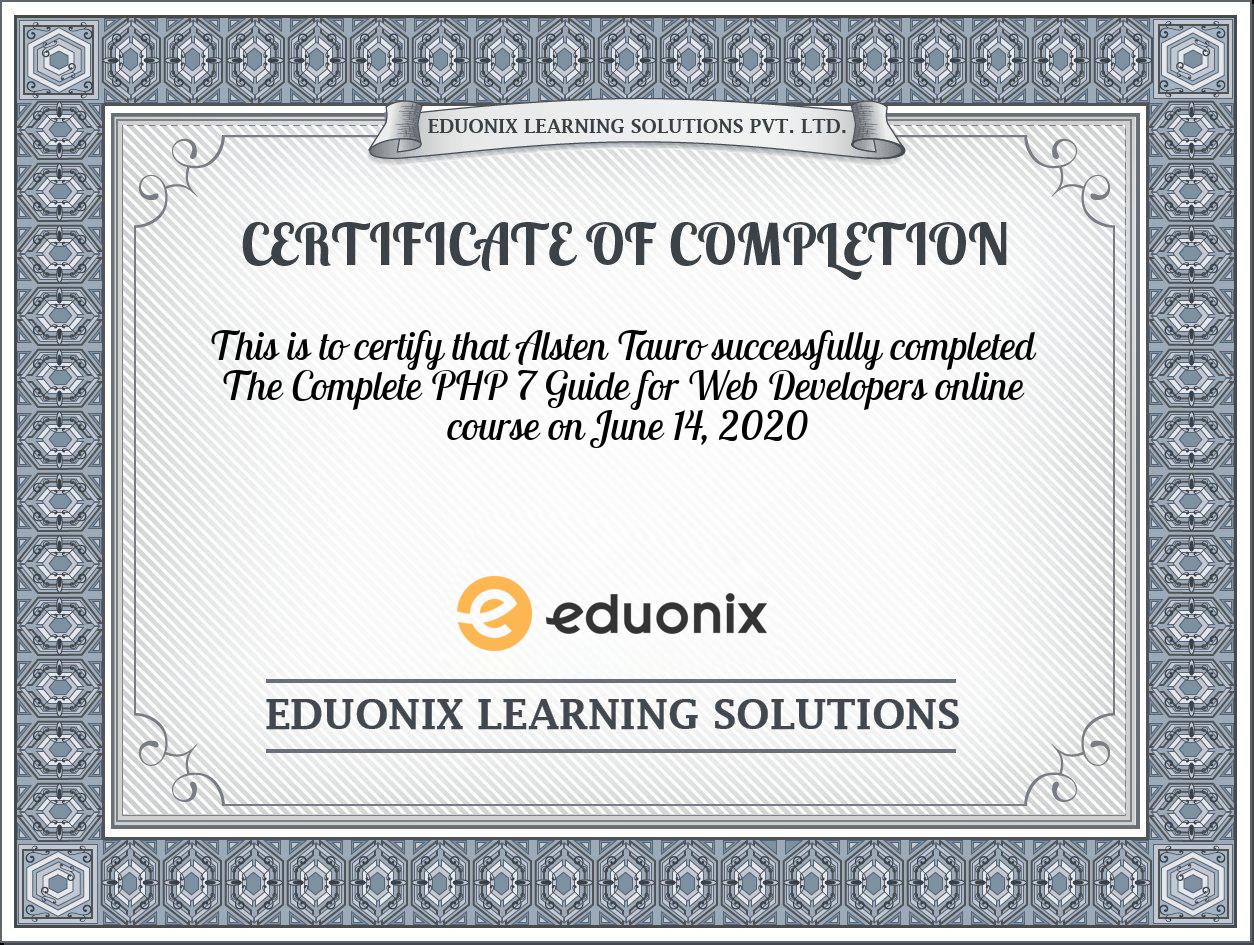 EDUONIX LEARNING SOLUTIONS PVT. LTD.
CERTIFICATE OF COMPLETION
This is to certify that Alsten Tauro successfully completed
The Complete PHP 7 Guide for Web Developers online
course on June 14, 2020
e eduonix
EDUONIX LEARNING SOLUTIONS